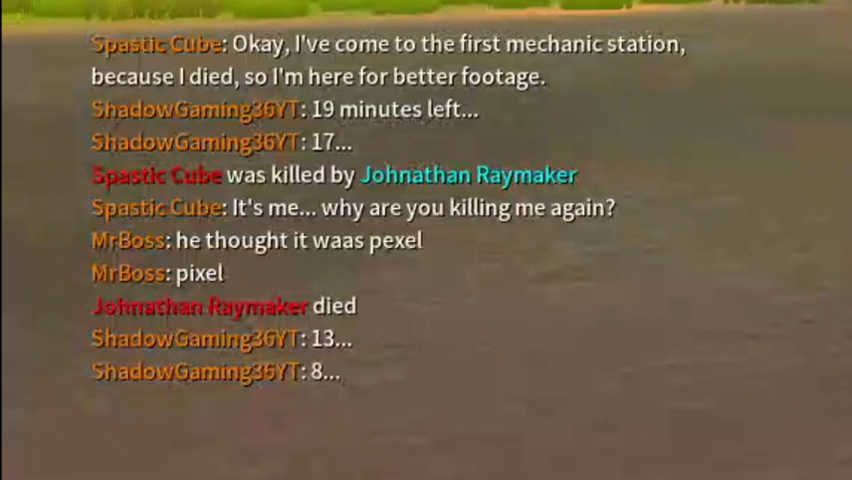 Spastic Cube: Okay, I've come to the first mechanic station,
because I died, so I'm here for better footage.
ShadowGaming36YT: 19 minutes left...
ShadowGaming36YT: 17...
Spastic Cube was killed by Johnathan Raymaker
Spastic Cube: It's me... why are you killing me again?
MrBoss: he thought it waas pexel
MrBoss: pixel
Johnathan Raymaker died
ShadowGaming36YT: 13...
ShadowGaming36YT: 8...